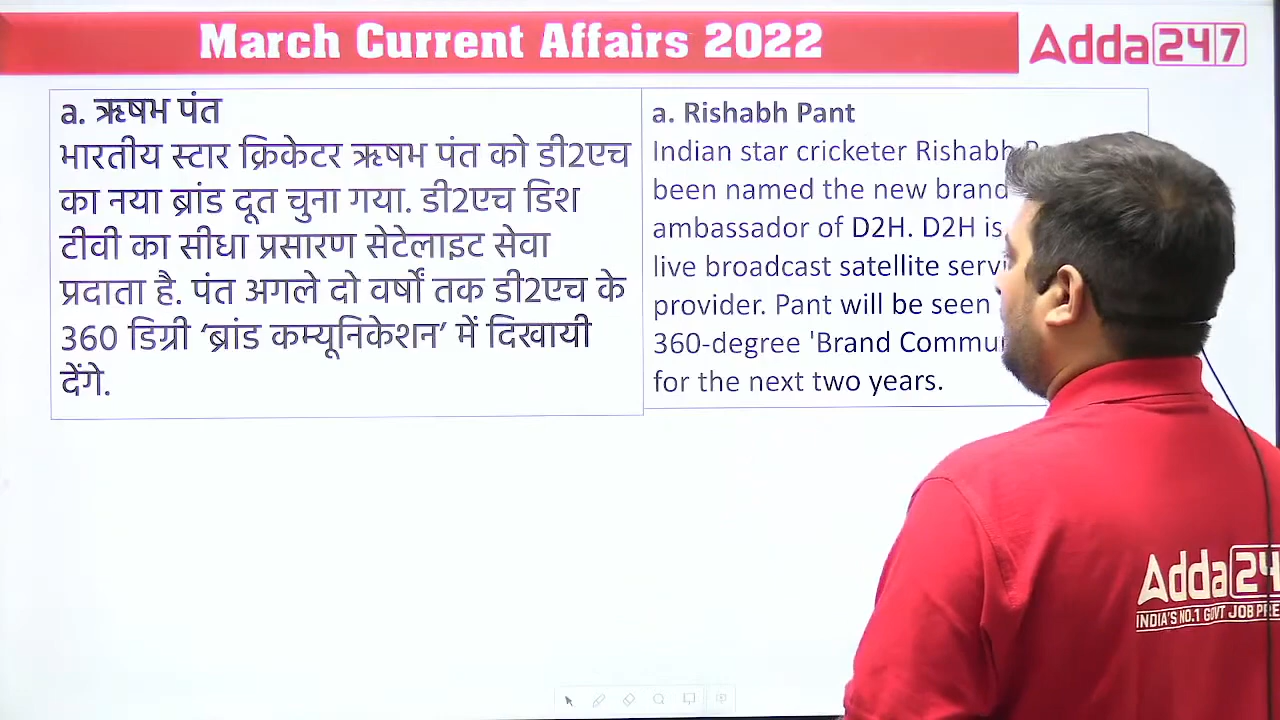 March Current Affairs 2022
Adda247
a. ऋषभ पंत
भारतीय स्टार क्रिकेटर ऋषभ पंत को डी2एच
का नया ब्रांड दूत चुना गया. डी2एच डिश
टीवी का सीधा प्रसारण सेटेलाइट सेवा
प्रदाता है. पंत अगले दो वर्षों तक डी2एच के
360 डिग्री ‘ब्रांड कम्यूनिकेशन’ में दिखायी
देंगे.
a. Rishabh Pant
Indian star cricketer Rishabh
been named the new brand
ambassador of D2H. D2H is
live broadcast satellite
provider. Pant will be seen
360-degree 'Brand
for the next two years.
Adda
INDIA'S NO.1 GOVT JOB